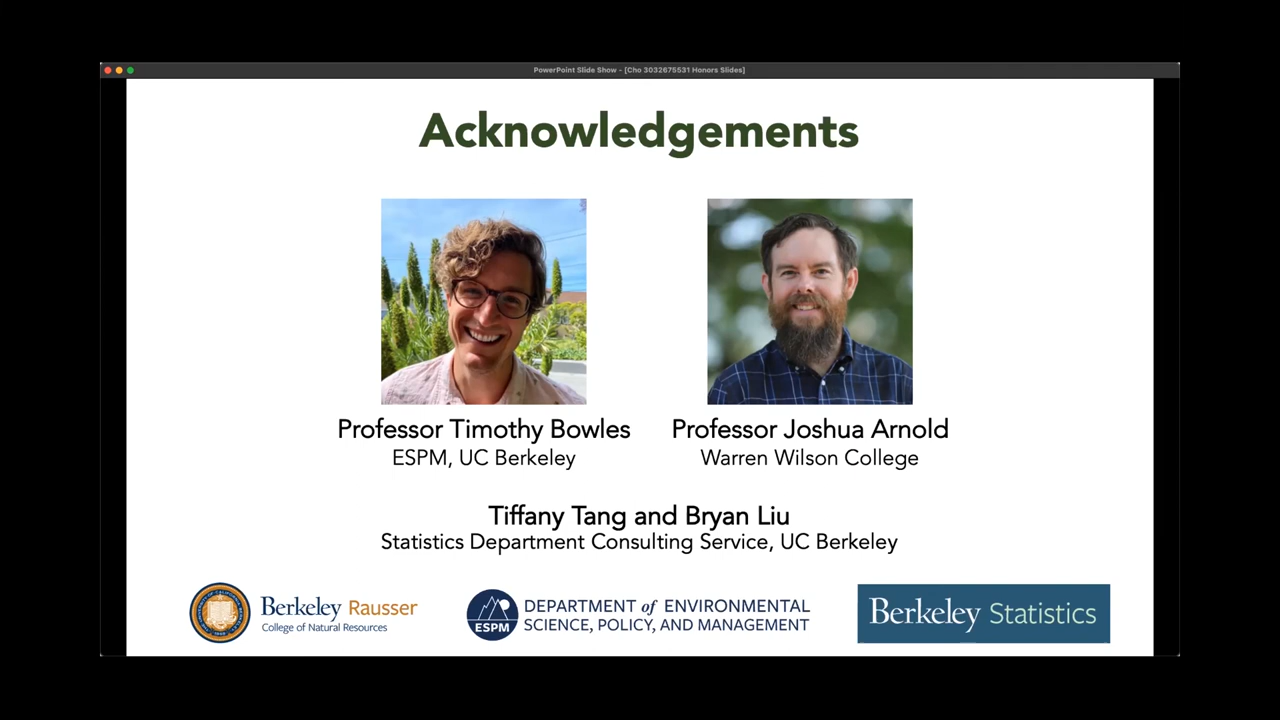 PowerPoint Slide Show - [Cho 3032675531 Honors Slides]
Acknowledgements
Professor Timothy Bowles
ESPM, UC Berkeley
Professor Joshua Arnold
Warren Wilson College
Tiffany Tang and Bryan Liu
Statistics Department Consulting Service, UC Berkeley
Berkeley Rausser
College of Natural Resources
ESPM
DEPARTMENT of ENVIRONMENTAL
SCIENCE, POLICY, AND MANAGEMENT
Berkeley Statistics